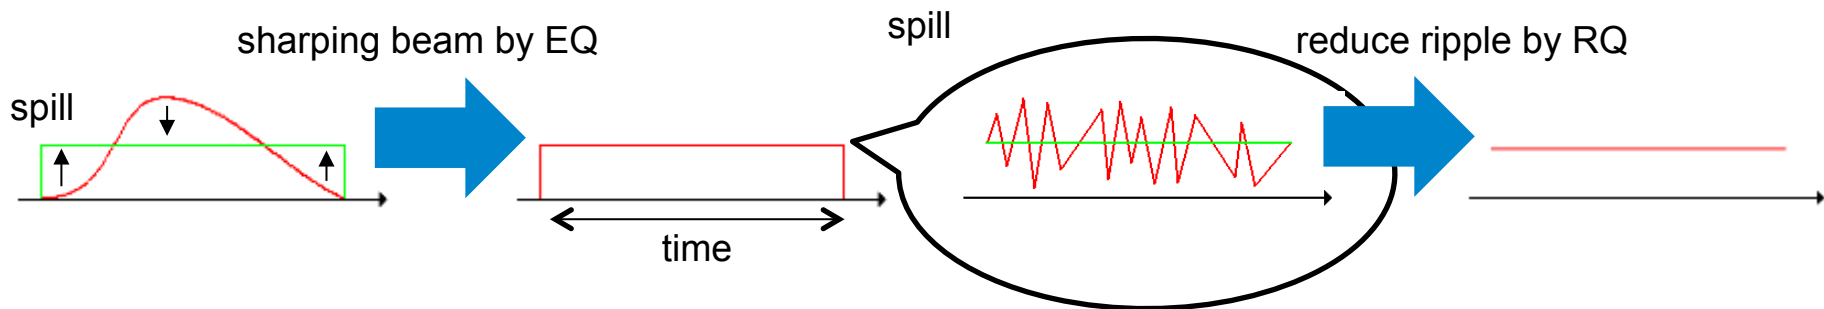 sharping beam by EQ
spill
time
spill
reduce ripple by RQ